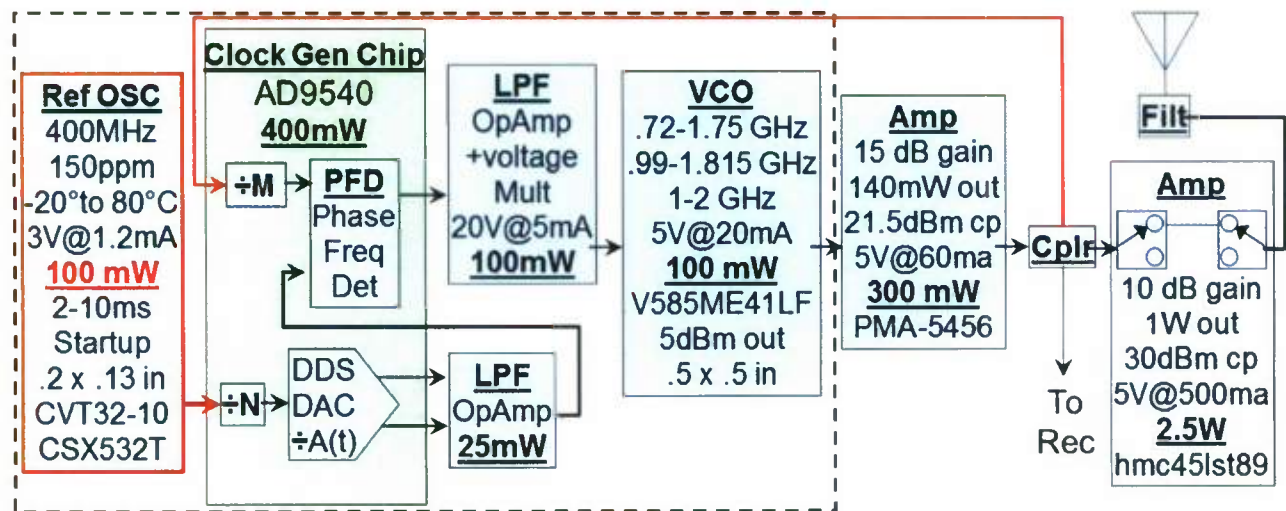 Ref OSC
400MHz
150ppm
-20°to 80°C
3V@1.2mA
100 mW
2-10ms
Startup
.2 x .13 in
CVT32-10
CSX532T
Clock Gen Chip
AD9540
400mW
÷M
PFD
Phase
Freq
Det
÷N
DDS
DAC
÷A(t)
LPF
OpAmp
+voltage
Mult
20V@5mA
100mW
LPF
OpAmp
25mW
VCO
.72-1.75 GHz
.99-1.815 GHz
1-2 GHz
5V@20mA
100 mW
V585ME41LF
5dBm out
.5 x .5 in
Amp
15 dB gain
140mW out
21.5dBm cp
5V@60ma
300 mW
PMA-5456
Cplr
To
Rec
Filt
Amp
10 dB gain
1W out
30dBm cp
5V@500ma
2.5W
hmc45lst89